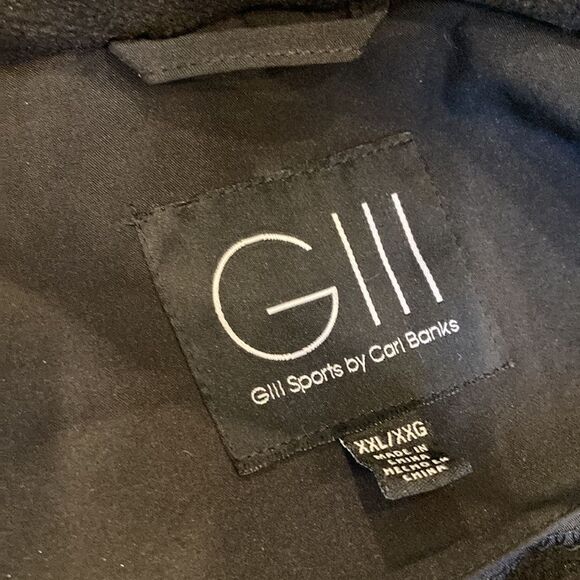 GIII
GIII Sports by Carl Banks
XXL/XXG
MADE IN
CHINA
HECHO EN
CHINA